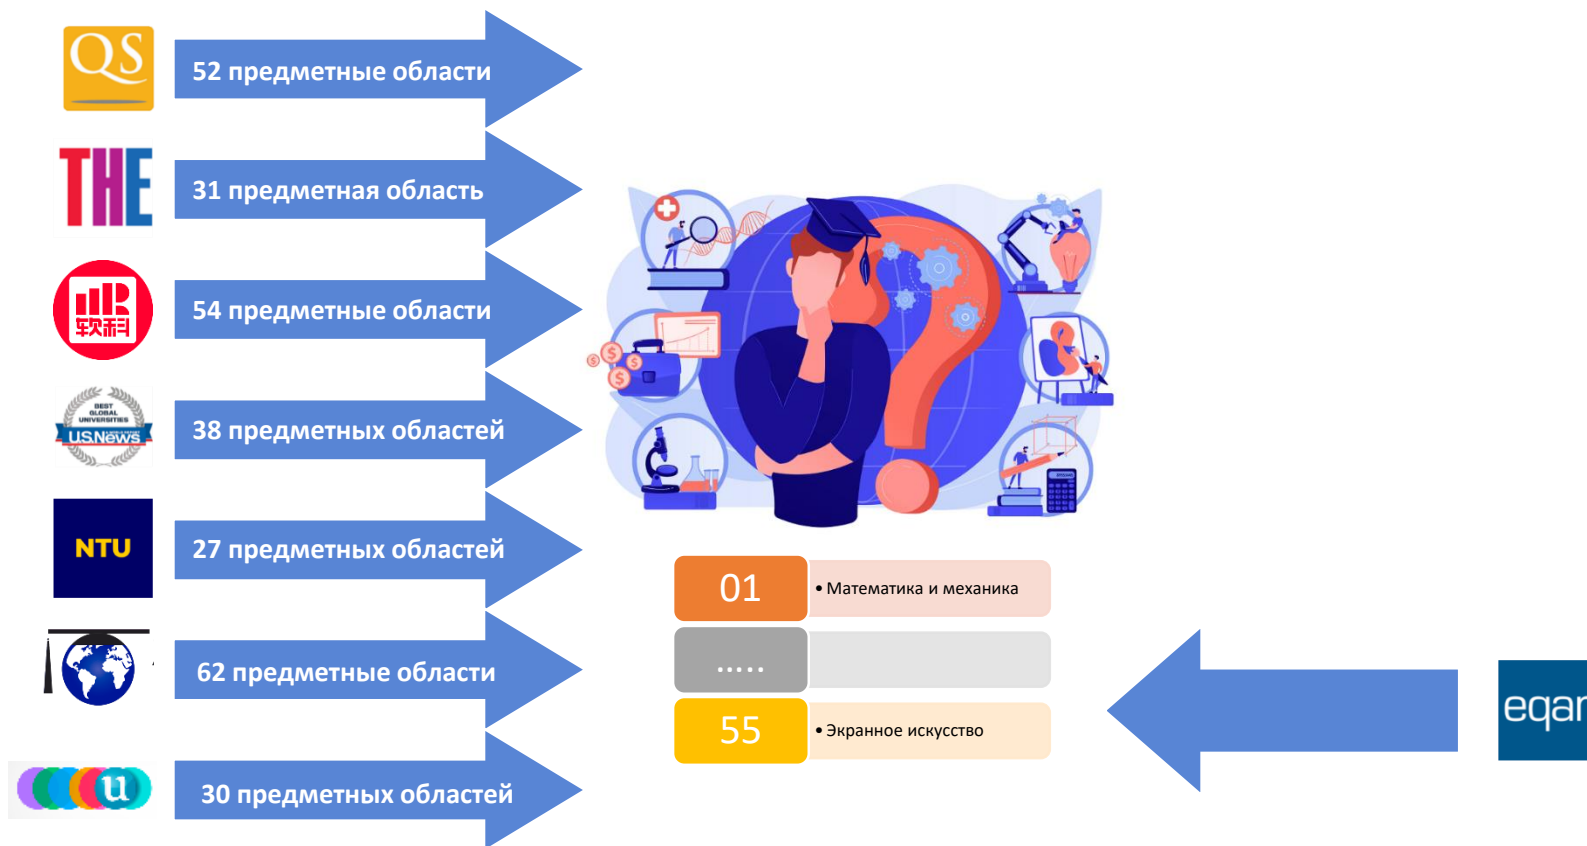 QS
52 предметные области
THE
31 предметная область
软科
54 предметные области
BEST
GLOBAL
UNIVERSITIES
U.S.News
38 предметных областей
NTU
27 предметных областей
62 предметные области
u
30 предметных областей
01
• Математика и механика
.....
55
• Экранное искусство
eqar